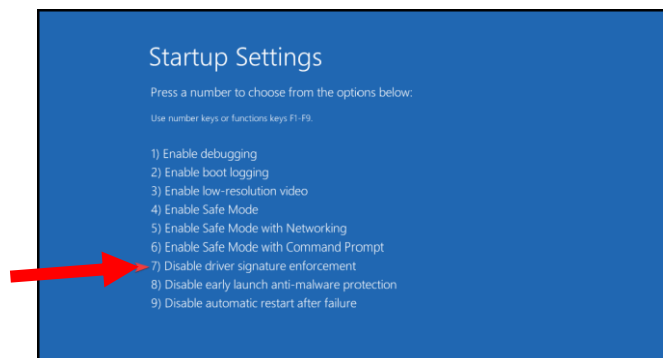 Startup Settings
Press a number to choose from the options below:
Use number keys or functions keys F1-F9.
1) Enable debugging
2) Enable boot logging
3) Enable low-resolution video
4) Enable Safe Mode
5) Enable Safe Mode with Networking
6) Enable Safe Mode with Command Prompt
7) Disable driver signature enforcement
8) Disable early launch anti-malware protection
9) Disable automatic restart after failure